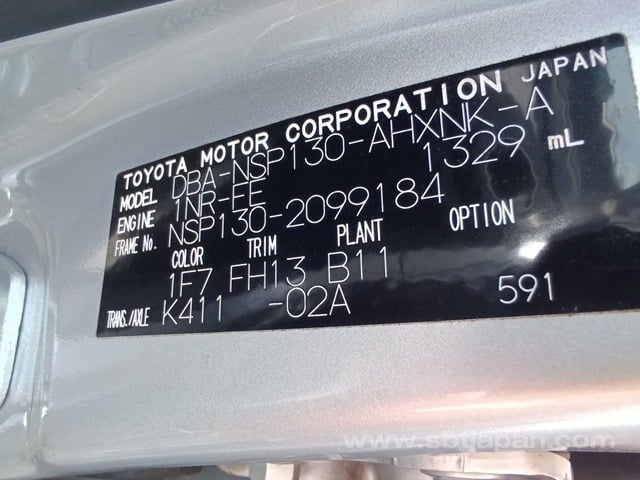 TOYOTA MOTOR CORPORATION JAPAN
MODEL DBA-NSP130-AHXNK-A
ENGINE 1NR-FE 1329 mL
FRAME No. NSP130-2099184
COLOR TRIM PLANT OPTION
1F7 FH13 B11
TRANS./AXLE K411 -02A 591
www.sbtjapan.com